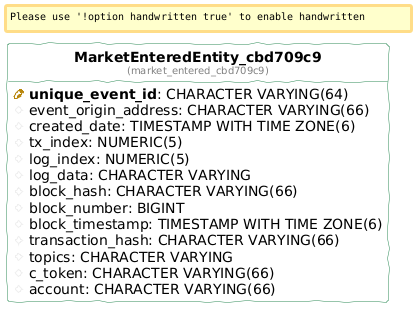 Please use '!option handwritten true' to enable handwritten
MarketEnteredEntity_cbd709c9
(market_entered_cbd709c9)
unique_event_id: CHARACTER VARYING(64)
event_origin_address: CHARACTER VARYING(66)
created_date: TIMESTAMP WITH TIME ZONE(6)
tx_index: NUMERIC(5)
log_index: NUMERIC(5)
log_data: CHARACTER VARYING
block_hash: CHARACTER VARYING(66)
block_number: BIGINT
block_timestamp: TIMESTAMP WITH TIME ZONE(6)
transaction_hash: CHARACTER VARYING(66)
topics: CHARACTER VARYING
c_token: CHARACTER VARYING(66)
account: CHARACTER VARYING(66)